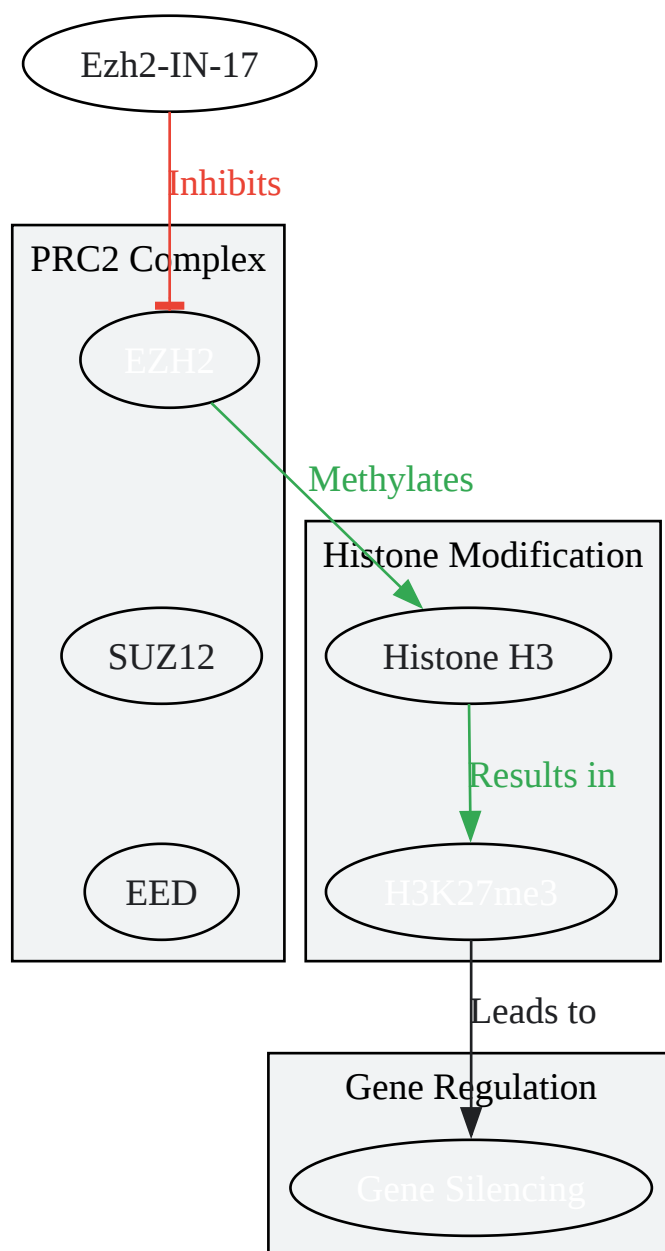 Ezh2-IN-17
Inhibits
PRC2 Complex
EZH2
Methylates
Histone Modification
SUZ12
Histone H3
Results in
EED
H3K27me3
Leads to
Gene Regulation
Gene Silencing